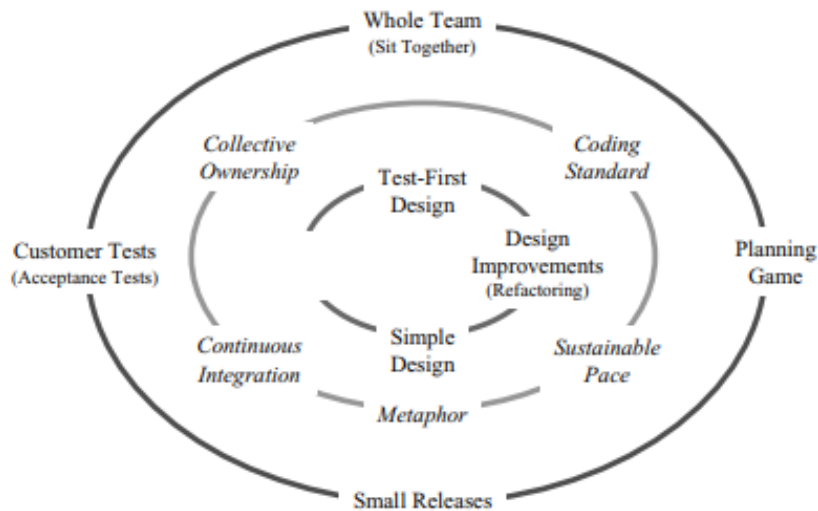 Whole Team
(Sit Together)
Collective
Ownership
Coding
Standard
Test-First
Design
Customer Tests
(Acceptance Tests)
Design
Improvements
(Refactoring)
Planning
Game
Continuous
Integration
Simple
Design
Sustainable
Pace
Metaphor
Small Releases